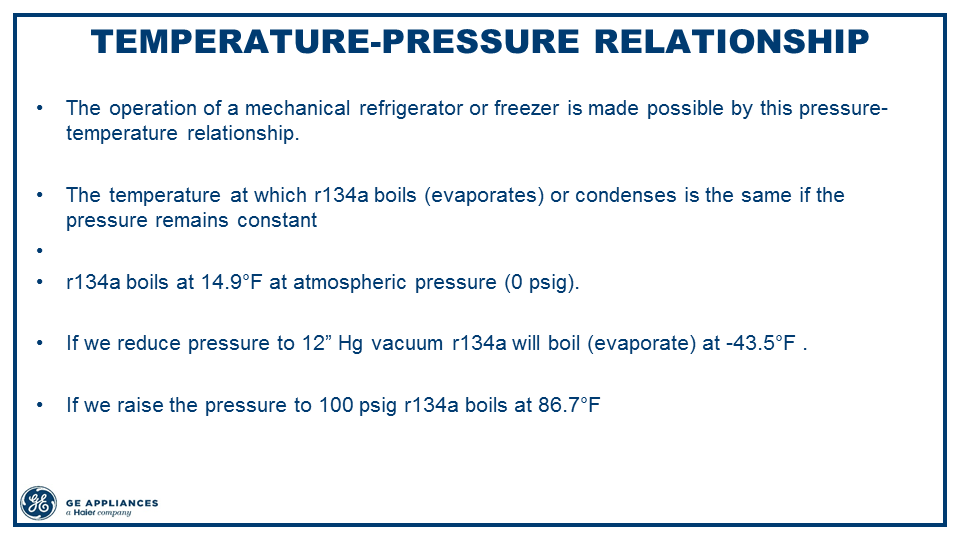 TEMPERATURE-PRESSURE RELATIONSHIP
• The operation of a mechanical refrigerator or freezer is made possible by this pressure-
temperature relationship.
• The temperature at which r134a boils (evaporates) or condenses is the same if the
pressure remains constant
•
• r134a boils at 14.9°F at atmospheric pressure (0 psig).
• If we reduce pressure to 12” Hg vacuum r134a will boil (evaporate) at -43.5°F .
• If we raise the pressure to 100 psig r134a boils at 86.7°F
GE APPLIANCES
a Haier company